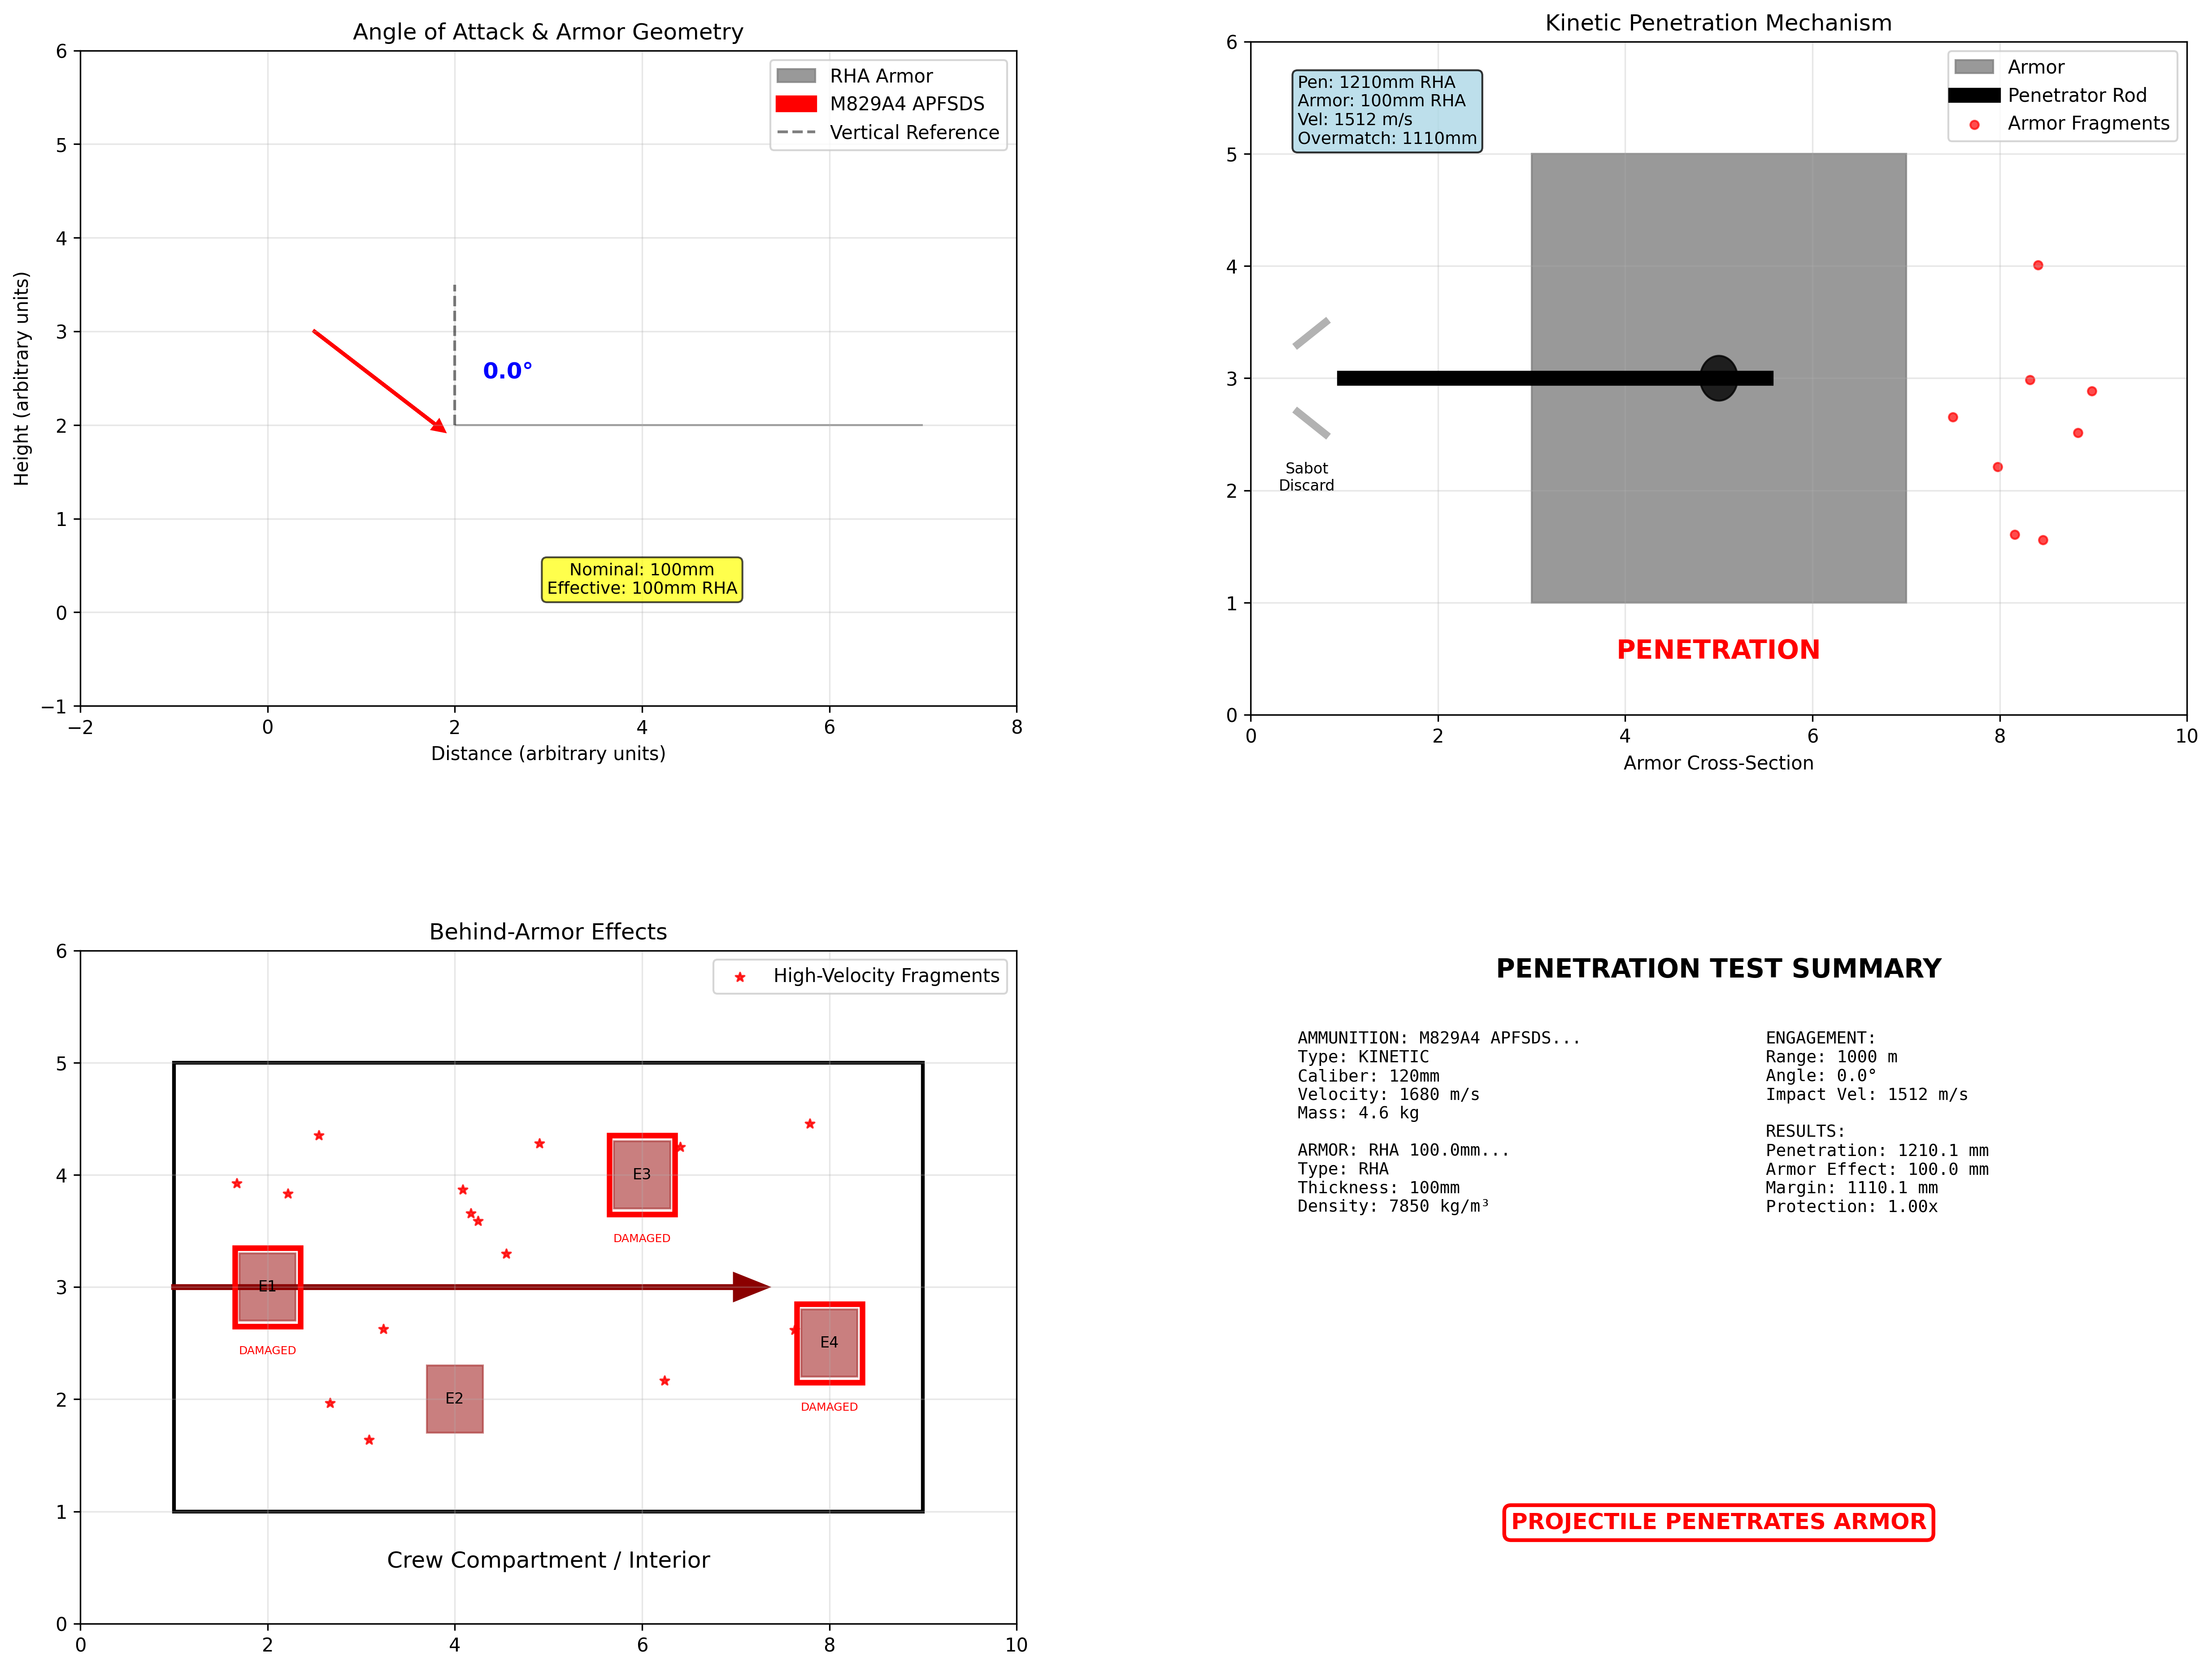 Angle of Attack & Armor Geometry
6
5
4
3
2
1
0
−1
−2
0
2
4
6
8
Height (arbitrary units)
Distance (arbitrary units)
RHA Armor
M829A4 APFSDS
Vertical Reference
0.0°
Nominal: 100mm
Effective: 100mm RHA
Kinetic Penetration Mechanism
6
5
4
3
2
1
0
0
2
4
6
8
10
Armor Cross-Section
Pen: 1210mm RHA
Armor: 100mm RHA
Vel: 1512 m/s
Overmatch: 1110mm
Armor
Penetrator Rod
Armor Fragments
Sabot
Discard
PENETRATION
Behind-Armor Effects
6
5
4
3
2
1
0
0
2
4
6
8
10
High-Velocity Fragments
E3
DAMAGED
E1
DAMAGED
E4
DAMAGED
E2
Crew Compartment / Interior
PENETRATION TEST SUMMARY
AMMUNITION: M829A4 APFSDS...
Type: KINETIC
Caliber: 120mm
Velocity: 1680 m/s
Mass: 4.6 kg
ARMOR: RHA 100.0mm...
Type: RHA
Thickness: 100mm
Density: 7850 kg/m³
ENGAGEMENT:
Range: 1000 m
Angle: 0.0°
Impact Vel: 1512 m/s
RESULTS:
Penetration: 1210.1 mm
Armor Effect: 100.0 mm
Margin: 1110.1 mm
Protection: 1.00x
PROJECTILE PENETRATES ARMOR